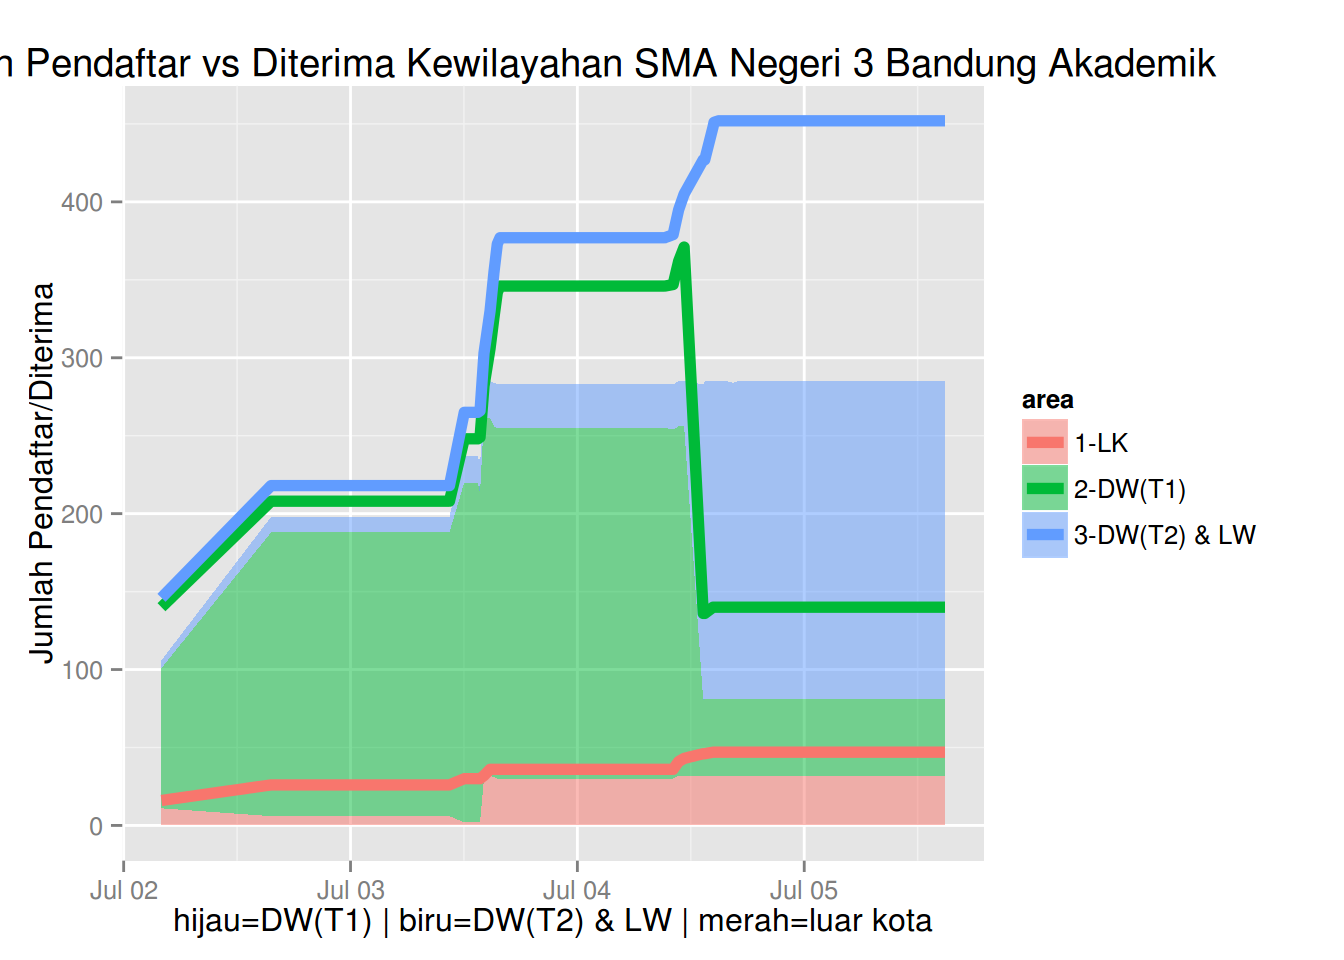 Pendaftar vs Diterima Kewilayahan SMA Negeri 3 Bandung Akademik
Jumlah Pendaftar/Diterima
400
300
200
100
0
Jul 02
Jul 03
Jul 04
Jul 05
hijau=DW(T1) | biru=DW(T2) & LW | merah=luar kota
area
1-LK
2-DW(T1)
3-DW(T2) & LW